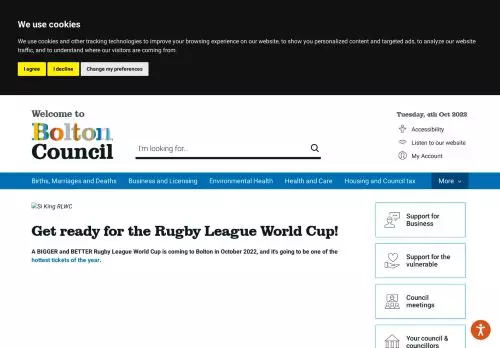 We use cookies
We use cookies and other tracking technologies to improve your browsing experience on our website, to show you personalized content and targeted ads, to analyze our website
traffic, and to understand where our visitors are coming from.
I agree
I decline
Change my preferences
Welcome to
Bolton
Council
I'm looking for...
Tuesday, 4th Oct 2022
Accessibility
Listen to our website
My Account
Births, Marriages and Deaths
Business and Licensing
Environmental Health
Health and Care
Housing and Council tax
More
Si King RLWC
Get ready for the Rugby League World Cup!
A BIGGER and BETTER Rugby League World Cup is coming to Bolton in October 2022, and it's going to be one of the
hottest tickets of the year.
Support for
Business
Support for the
vulnerable
Council
meetings
Your council &
councillors